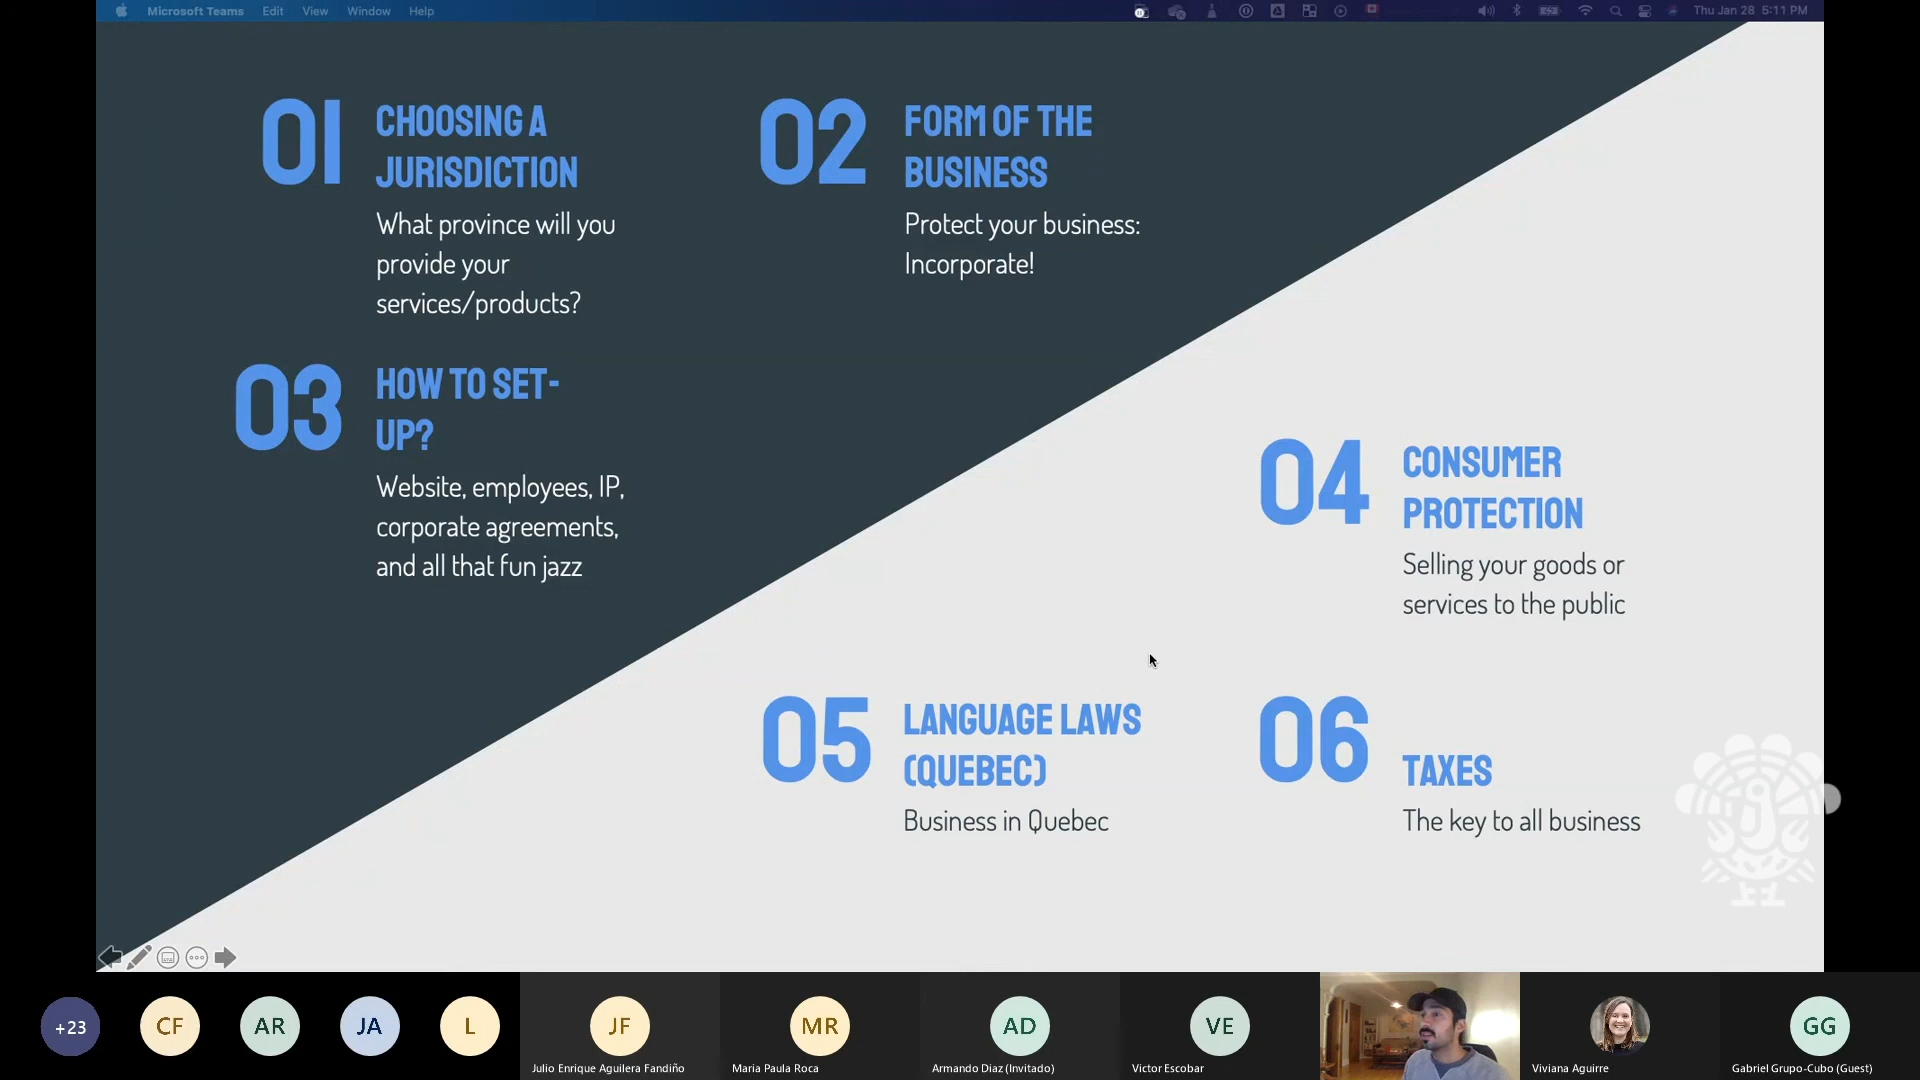 Microsoft Teams Edit View Window Help
Thu Jan 28 5:11 PM
01
CHOOSING A
JURISDICTION
What province will you
provide your
services/products?
02
FORM OF THE
BUSINESS
Protect your business:
Incorporate!
03
HOW TO SET-
UP?
Website, employees, IP,
corporate agreements,
and all that fun jazz
04
CONSUMER
PROTECTION
Selling your goods or
services to the public
05
LANGUAGE LAWS
(QUEBEC)
Business in Quebec
06
TAXES
The key to all business
+23
CF
AR
JA
L
JF
Julio Enrique Aguilera Fandiño
MR
Maria Paula Roca
AD
Armando Diaz (Invitado)
VE
Victor Escobar
Viviana Aguirre
GG
Gabriel Grupo-Cubo (Guest)